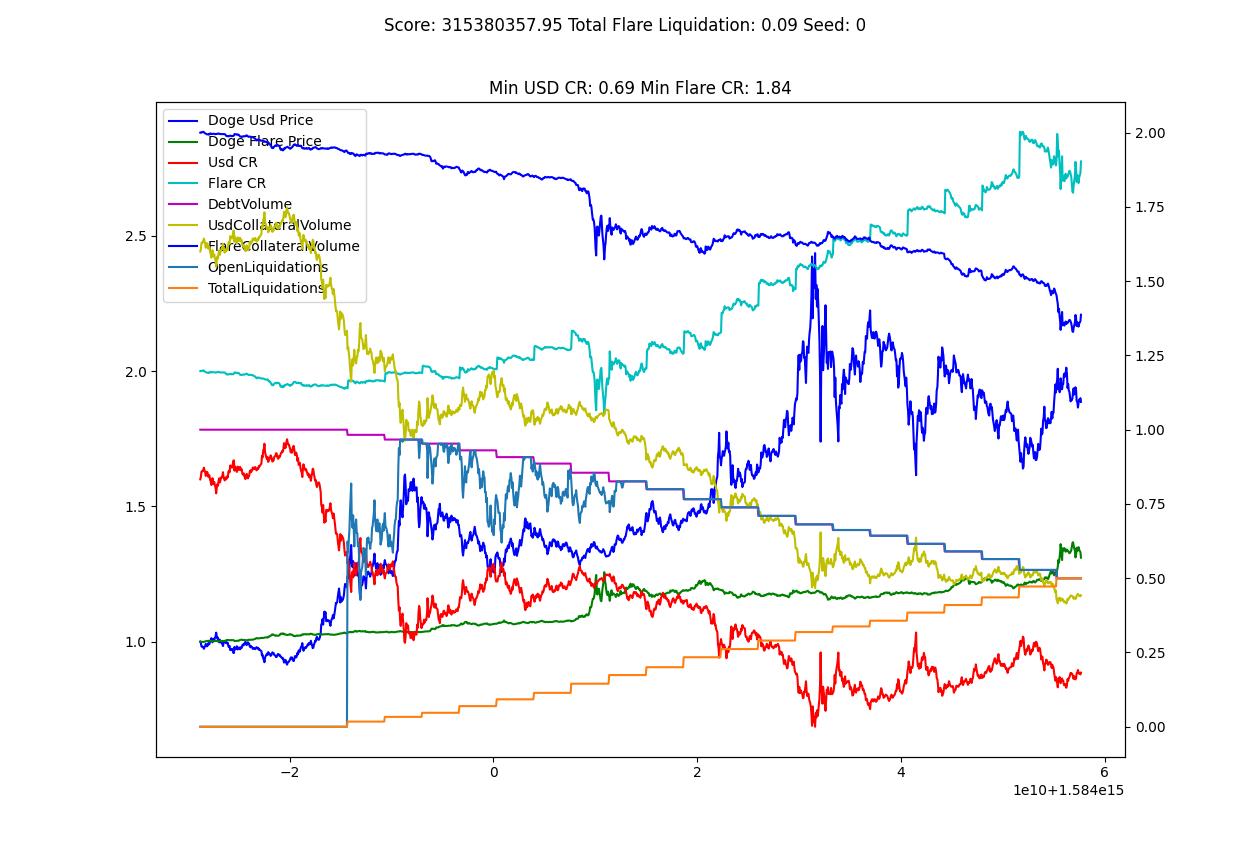 Score: 315380357.95 Total Flare Liquidation: 0.09 Seed: 0
Min USD CR: 0.69 Min Flare CR: 1.84
Doge Usd Price
Doge Flare Price
Usd CR
Flare CR
DebtVolume
UsdCollateralVolume
FlareCollateralVolume
OpenLiquidations
TotalLiquidations
2.5
2.0
1.5
1.0
2.00
1.75
1.50
1.25
1.00
0.75
0.50
0.25
0.00
−2
0
2
4
6
1e10+1.584e15